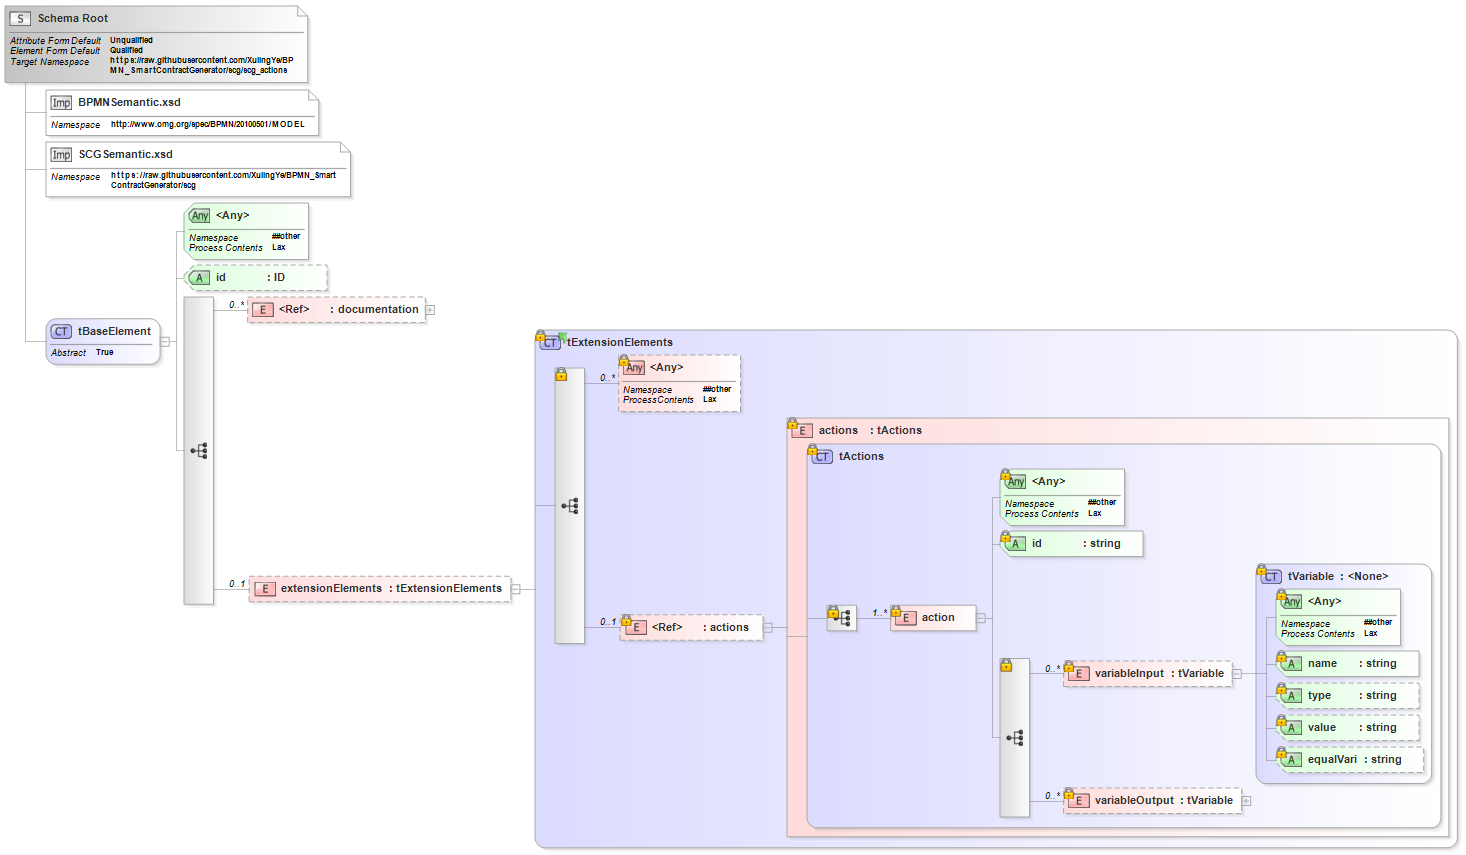 S Schema Root
Attribute Form Default Unqualified
Element Form Default Qualified
Target Namespace https://raw.githubusercontent.com/XulingYe/BP
MN_SmartContractGenerator/scg/scg_actions
Imp BPMNSemantic.xsd
Namespace http://www.omg.org/spec/BPMN/20100501/MODEL
Imp SCGSemantic.xsd
Namespace https://raw.githubusercontent.com/XulingYe/BPMN_Smart
ContractGenerator/scg
Any <Any>
Namespace ##other
Process Contents Lax
A id : ID
0..* E <Ref> : documentation
CT tBaseElement
Abstract True
CT tExtensionElements
0..* Any <Any>
Namespace ##other
ProcessContents Lax
E actions : tActions
CT tActions
Any <Any>
Namespace ##other
Process Contents Lax
A id : string
0..1 E extensionElements : tExtensionElements
0..1 E <Ref> : actions
1..* E action
CT tVariable : <None>
Any <Any>
Namespace ##other
Process Contents Lax
A name : string
0..* E variableInput : tVariable
A type : string
A value : string
A equalVari : string
0..* E variableOutput : tVariable